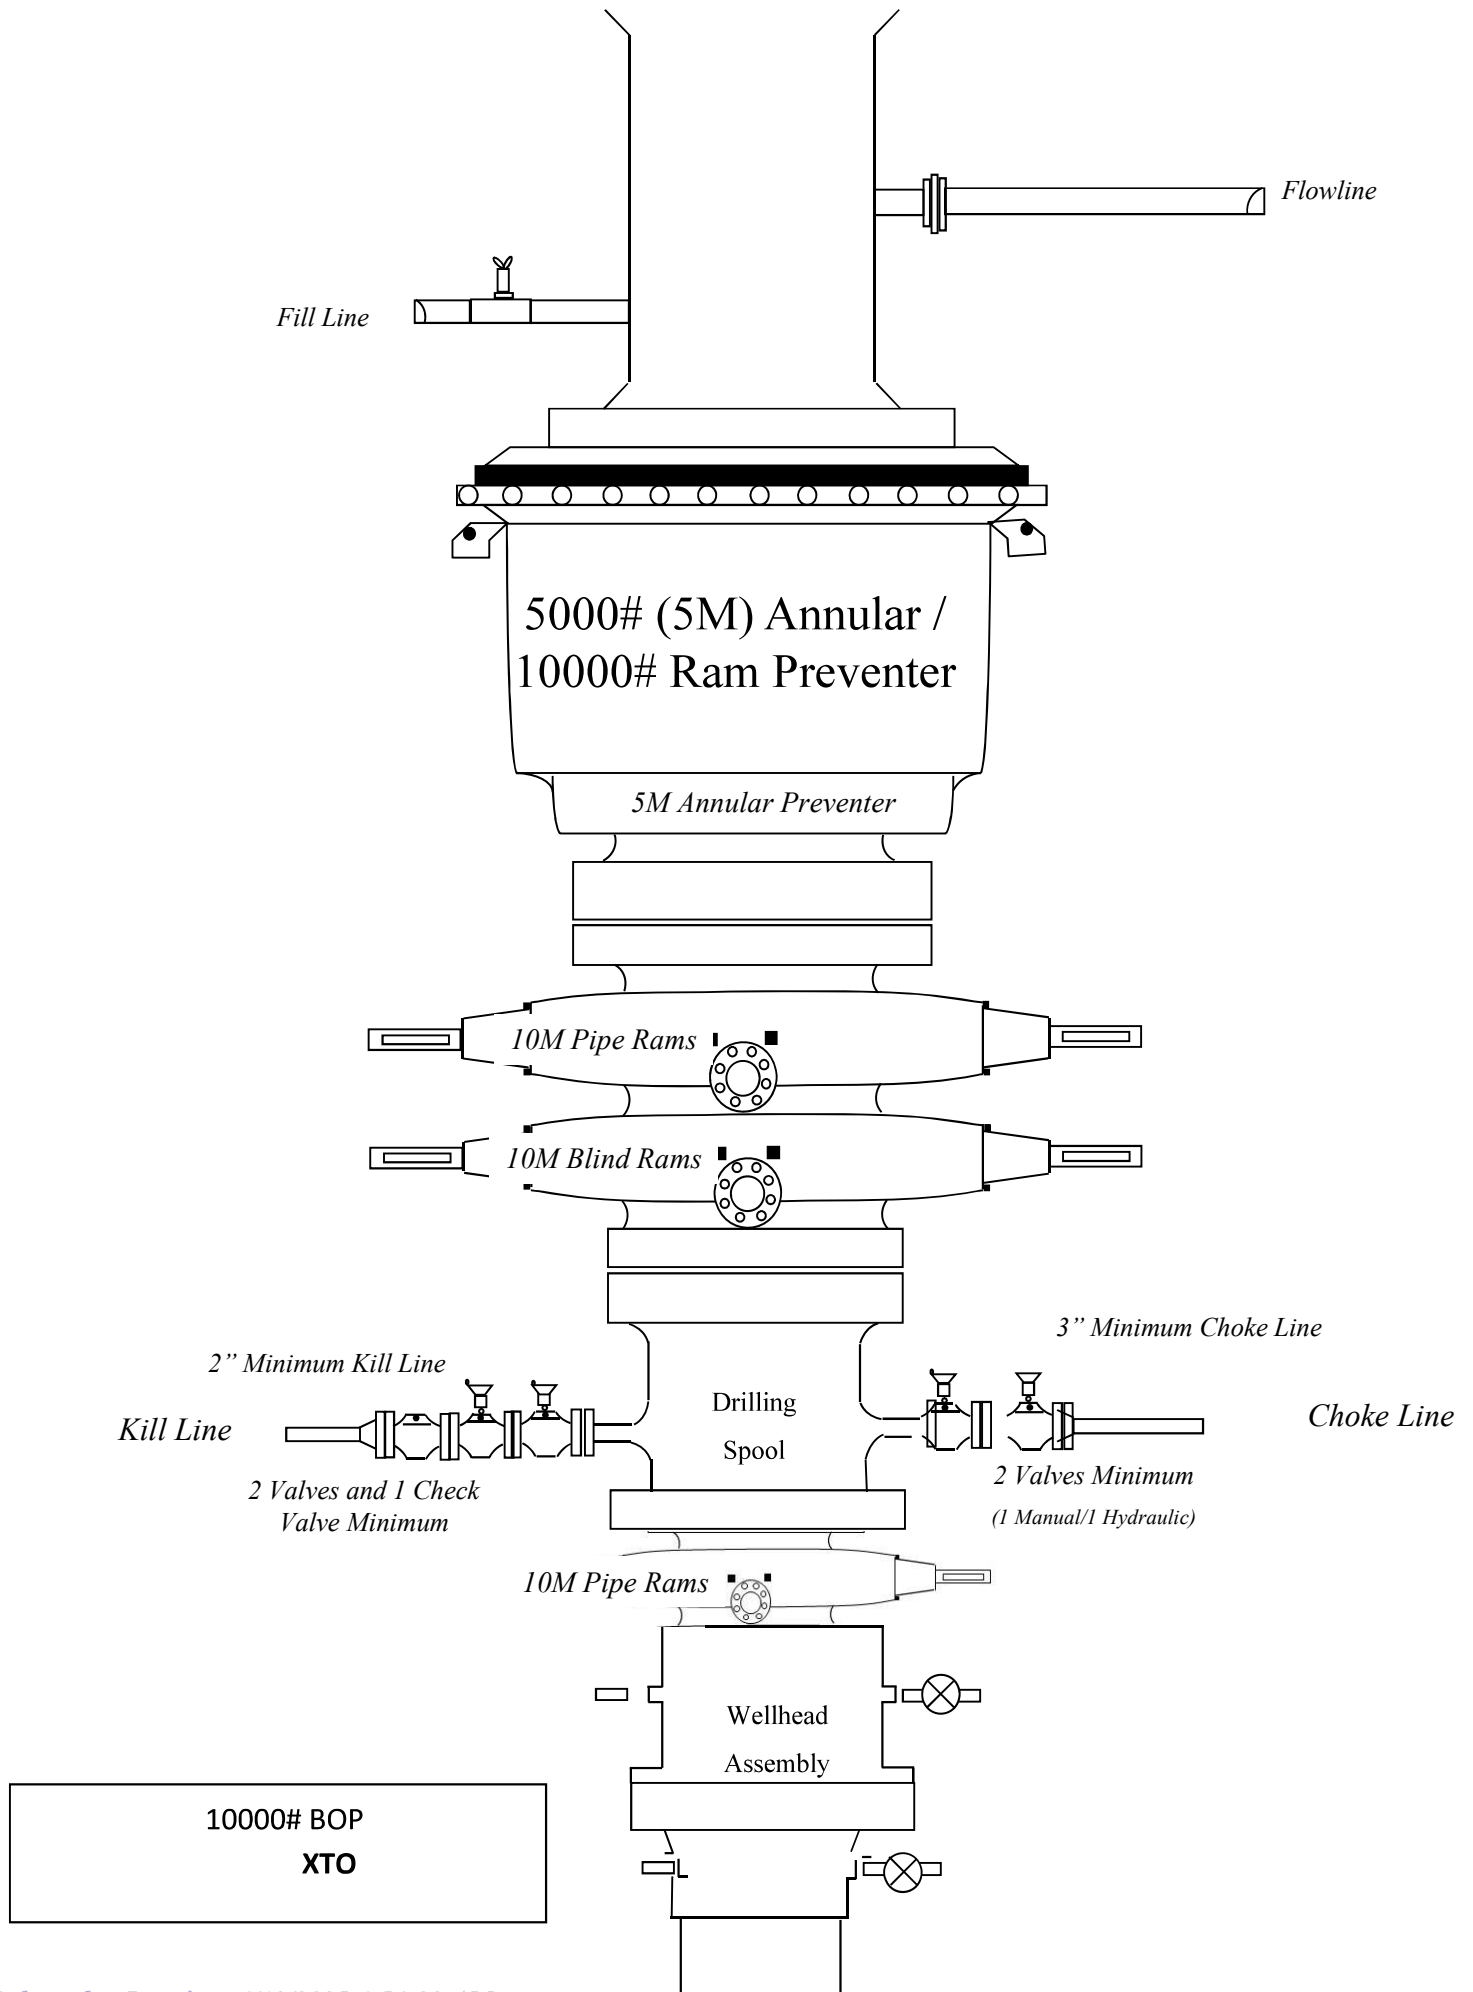 Flowline
Fill Line
5000# (5M) Annular /
10000# Ram Preventer
5M Annular Preventer
10M Pipe Rams
10M Blind Rams
3” Minimum Choke Line
2” Minimum Kill Line
Drilling
Spool
Kill Line
Choke Line
2 Valves and 1 Check
Valve Minimum
2 Valves Minimum
(1 Manual/1 Hydraulic)
10M Pipe Rams
Wellhead
Assembly
10000# BOP
XTO